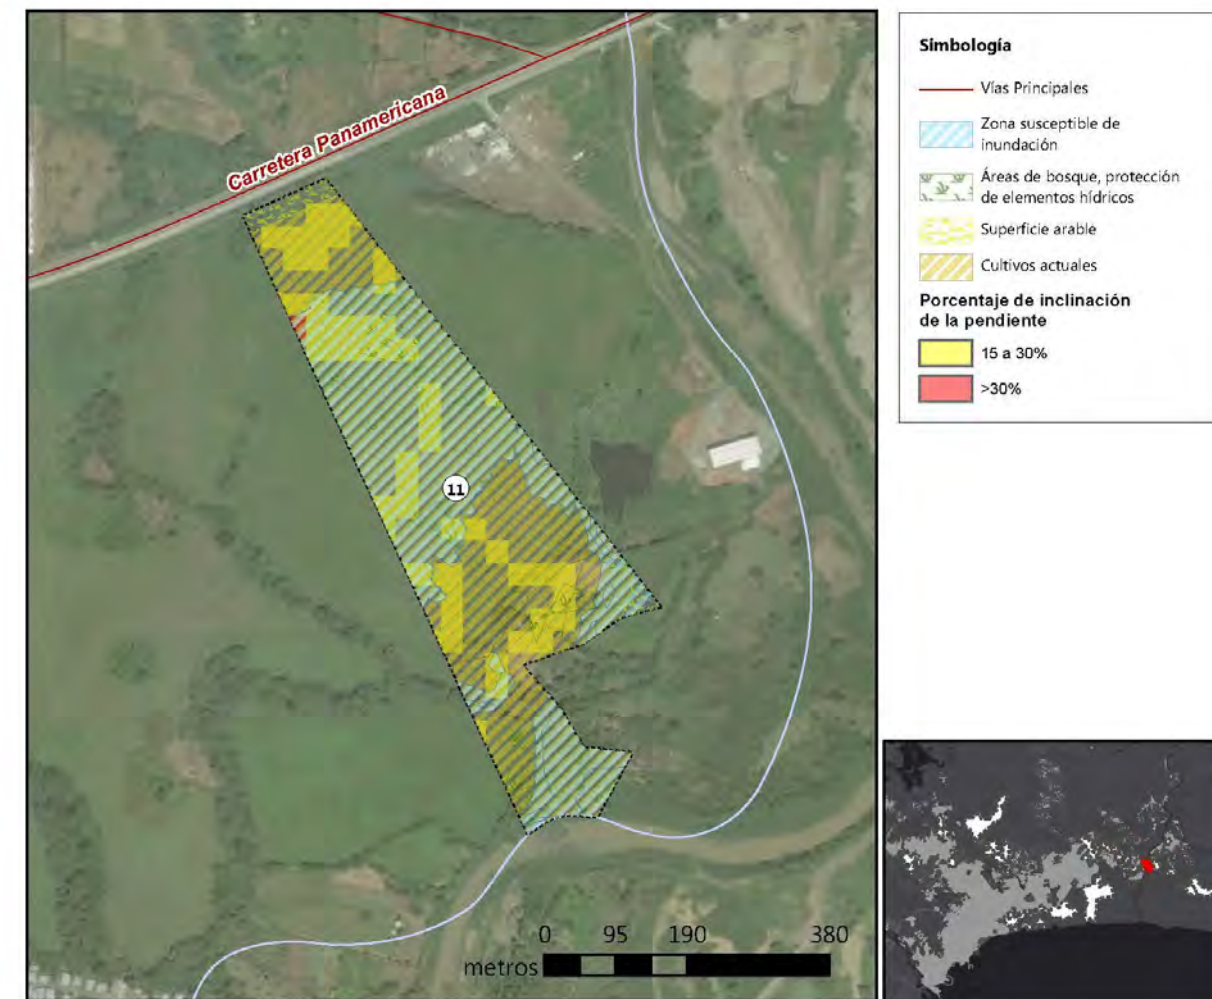 Carretera Panamericana
11
0 95 190 380
metros
Simbología
Vías Principales
Zona susceptible de
inundación
Áreas de bosque, protección
de elementos hídricos
Superficie arable
Cultivos actuales
Porcentaje de inclinación
de la pendiente
15 a 30%
>30%